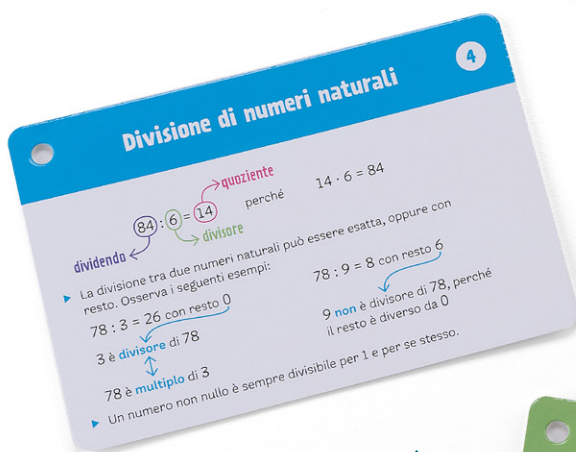 4
Divisione di numeri naturali
quoziente
84 : 6 = 14 perché 14 · 6 = 84
dividendo
divisore
La divisione tra due numeri naturali può essere esatta, oppure con
resto. Osserva i seguenti esempi:
78 : 3 = 26 con resto 0
3 è divisore di 78
78 è multiplo di 3
78 : 9 = 8 con resto 6
9 non è divisore di 78, perché
il resto è diverso da 0
Un numero non nullo è sempre divisibile per 1 e per se stesso.